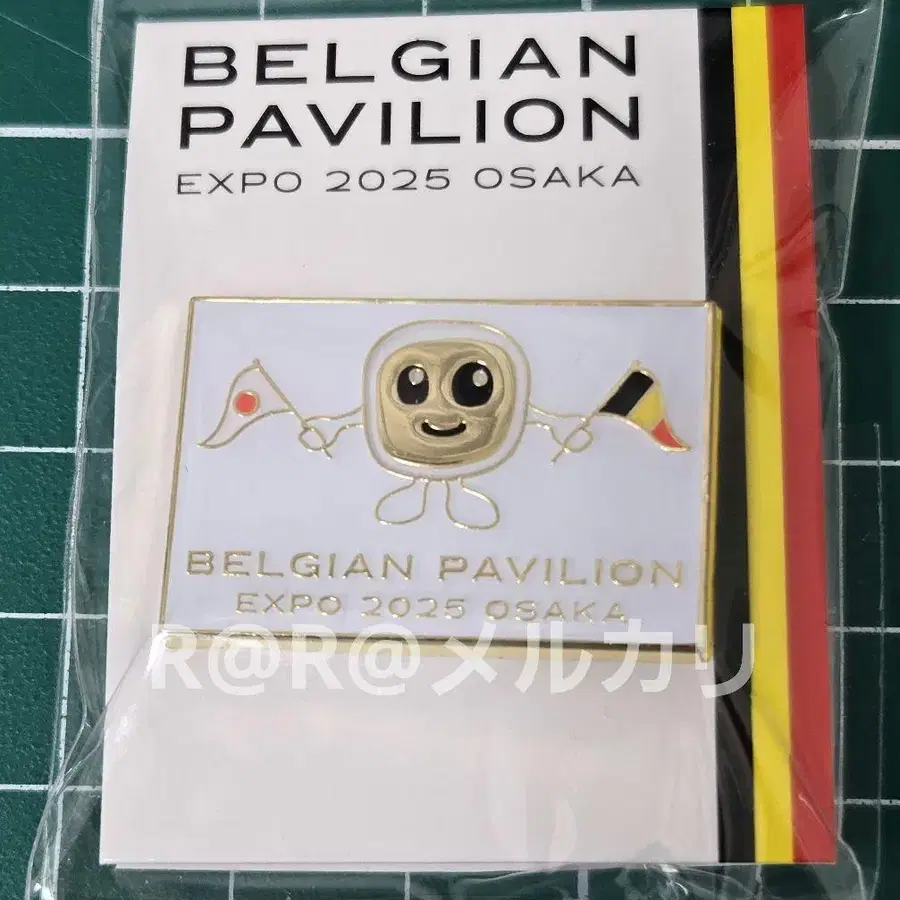 BELGIAN
PAVILION
EXPO 2025 OSAKA
BELGIAN PAVILION
EXPO 2025 OSAKA
R@R@メルカリ